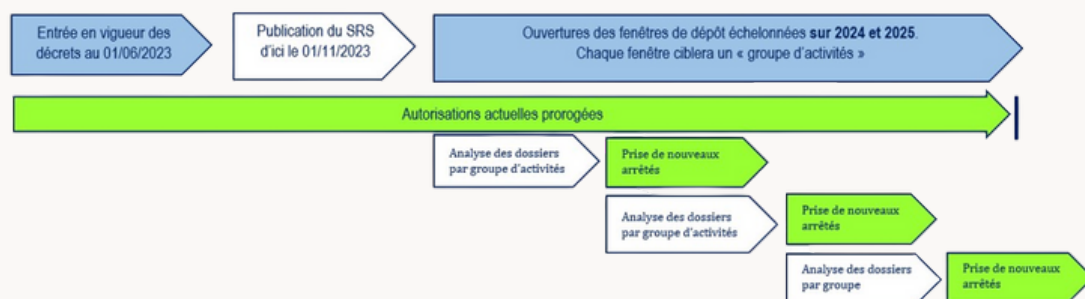 Entrée en vigueur des
décrets au 01/06/2023
Publication du SRS
d'ici le 01/11/2023
Ouvertures des fenêtres de dépôt échelonnées sur 2024 et 2025.
Chaque fenêtre ciblera un « groupe d'activités »
Autorisations actuelles prorogées
Analyse des dossiers
par groupe d'activités
Prise de nouveaux
arrêtés
Analyse des dossiers
par groupe d'activités
Prise de nouveaux
arrêtés
Analyse des dossiers
par groupe
Prise de nouveaux
arrêtés